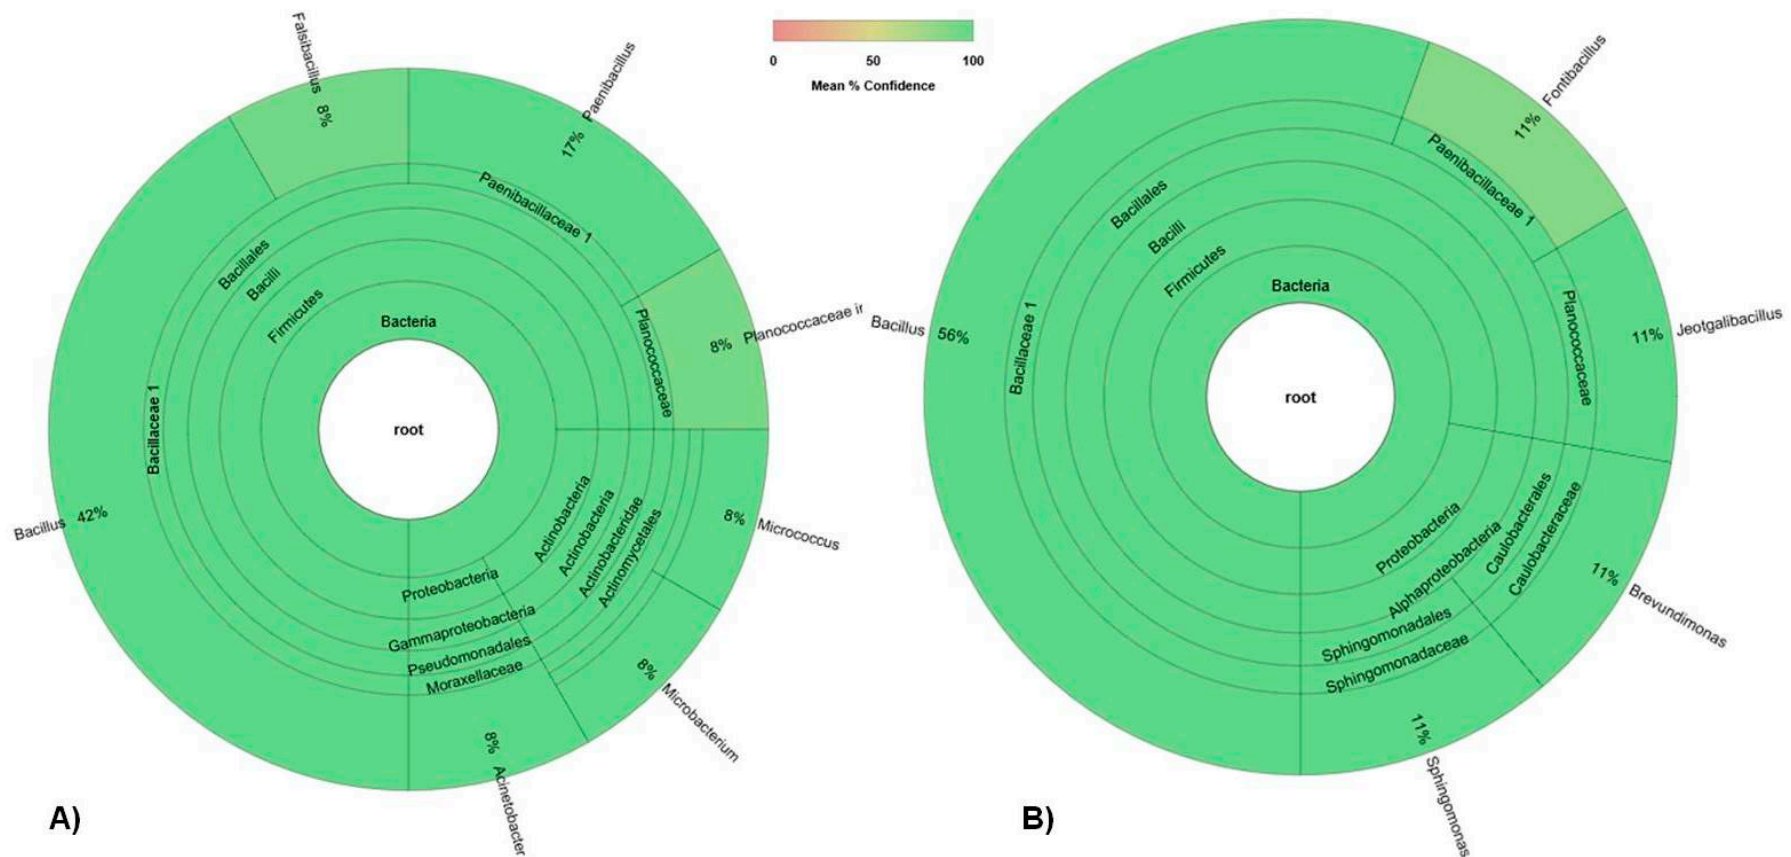 0 50 100
Mean % Confidence
Falsibacillus 8%
17% Paenibacillus
Paenibacillaceae 1
Bacillales
Bacilli
Firmicutes
Bacteria
root
Planococcaceae
8% Planococcaceae ir
Bacillaceae 1
Bacillus 42%
Actinobacteria
Actinobacteria
Actinobacteridae
Actinomycetales
8% Micrococcus
8% Microbacterium
Proteobacteria
Gammaproteobacteria
Pseudomonadales
Moraxellaceae
8% Acinetobacter
A)
11% Fontibacillus
Paenibacillaceae 1
Bacillales
Bacilli
Firmicutes
Bacteria
root
Bacillaceae 1
Bacillus 56%
Planococcaceae
11% Jeotgalibacillus
Proteobacteria
Alphaproteobacteria
Caulobacterales
Caulobacteraceae
11% Brevundimonas
Sphingomonadales
Sphingomonadaceae
11% Sphingomonas
B)